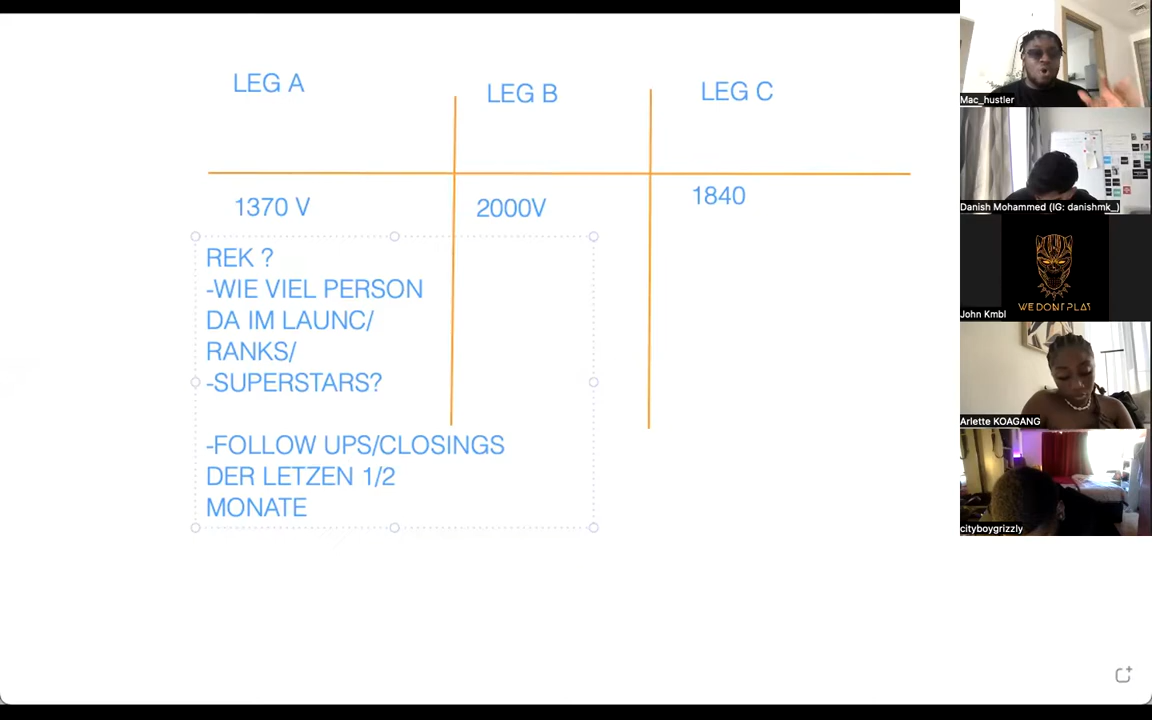 LEG A
LEG B
LEG C
1370 V
2000V
1840
REK ?
-WIE VIEL PERSON
DA IM LAUNC/
RANKS/
-SUPERSTARS?
-FOLLOW UPS/CLOSINGS
DER LETZEN 1/2
MONATE
Mac_hustler
Danish Mohammed (IG: danishmk_)
WE DONT PLAY
John Kmbl
Arlette KOAGANG
cityboygrizzly